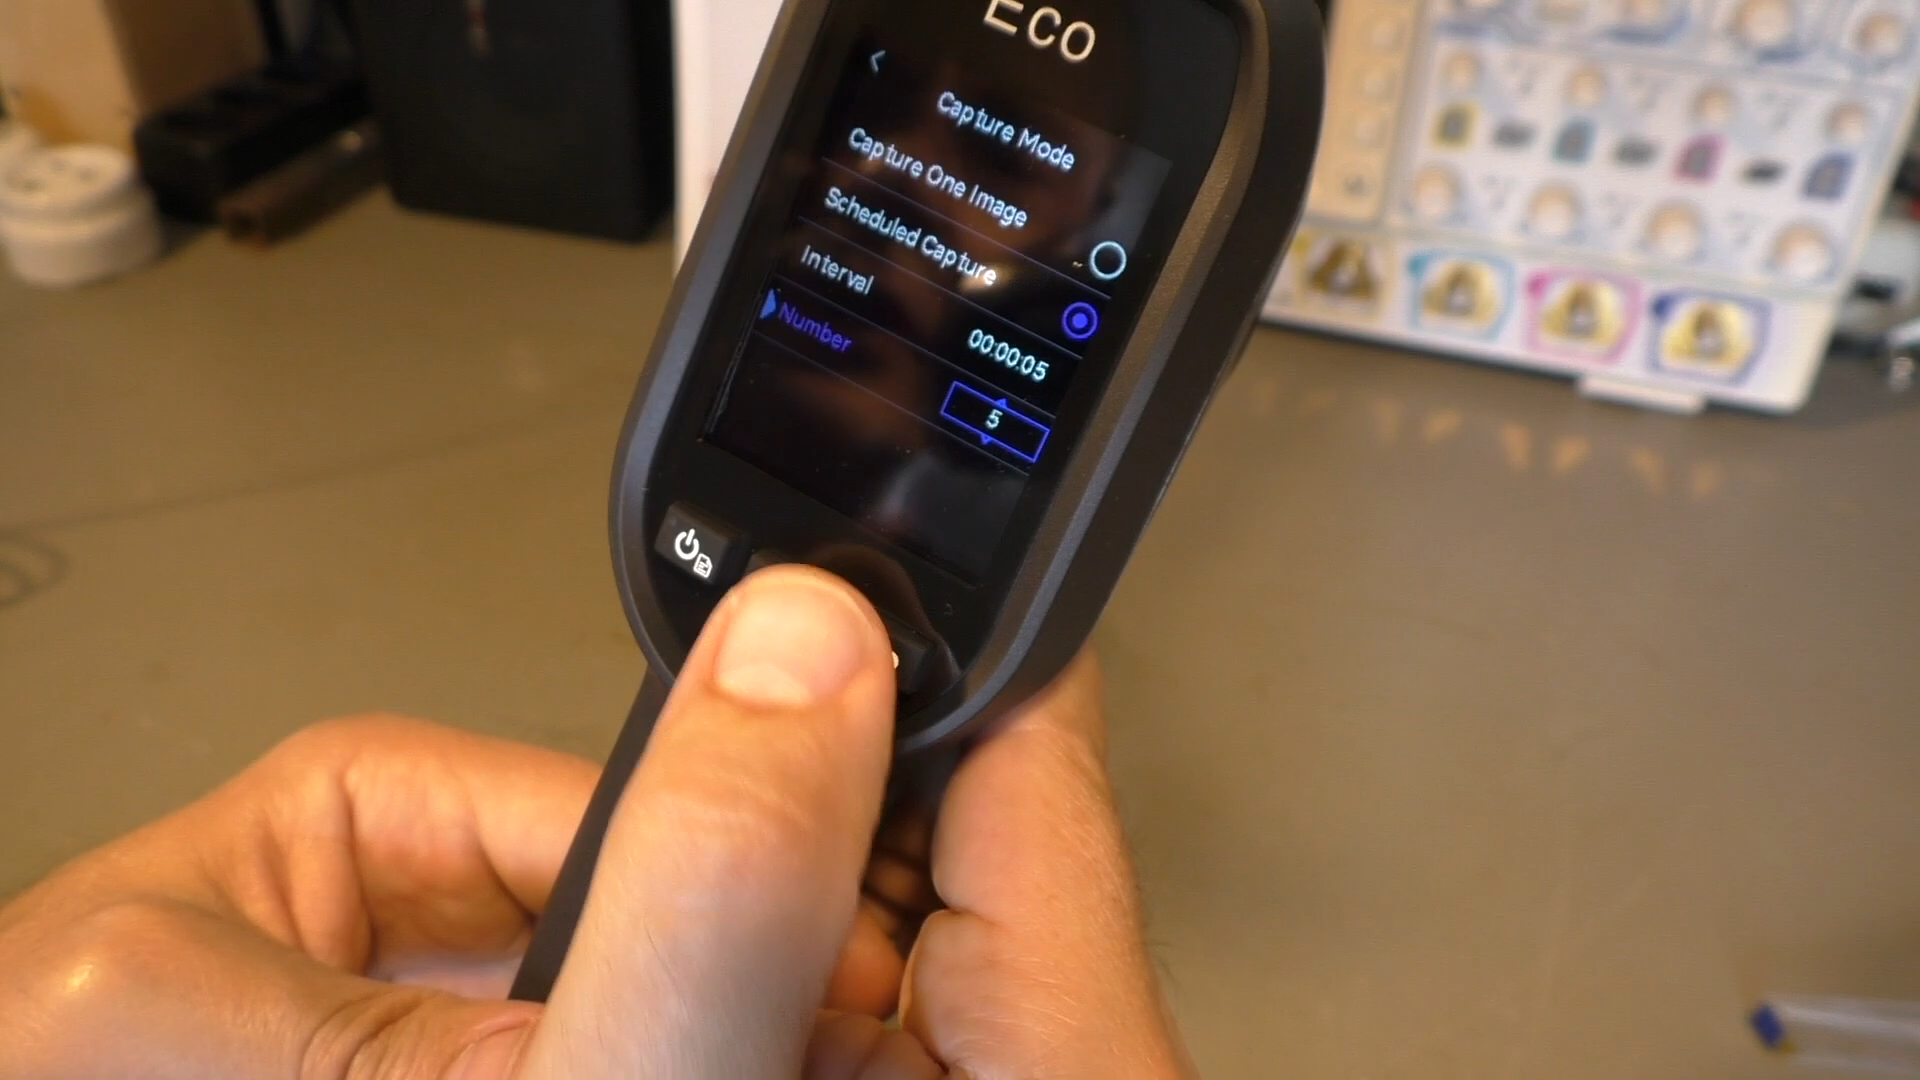 ECO
Capture Mode
Capture One Image
Scheduled Capture
Interval
00:00:05
Number
5